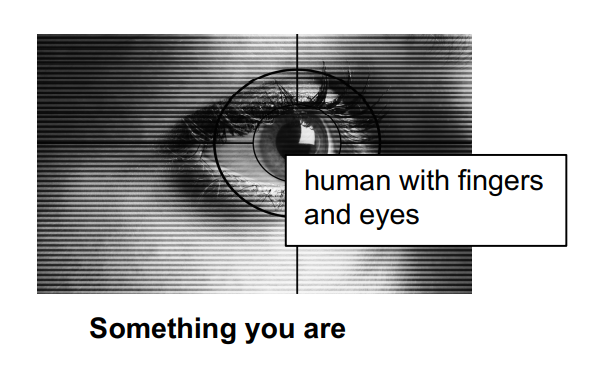 human with fingers
and eyes
Something you are